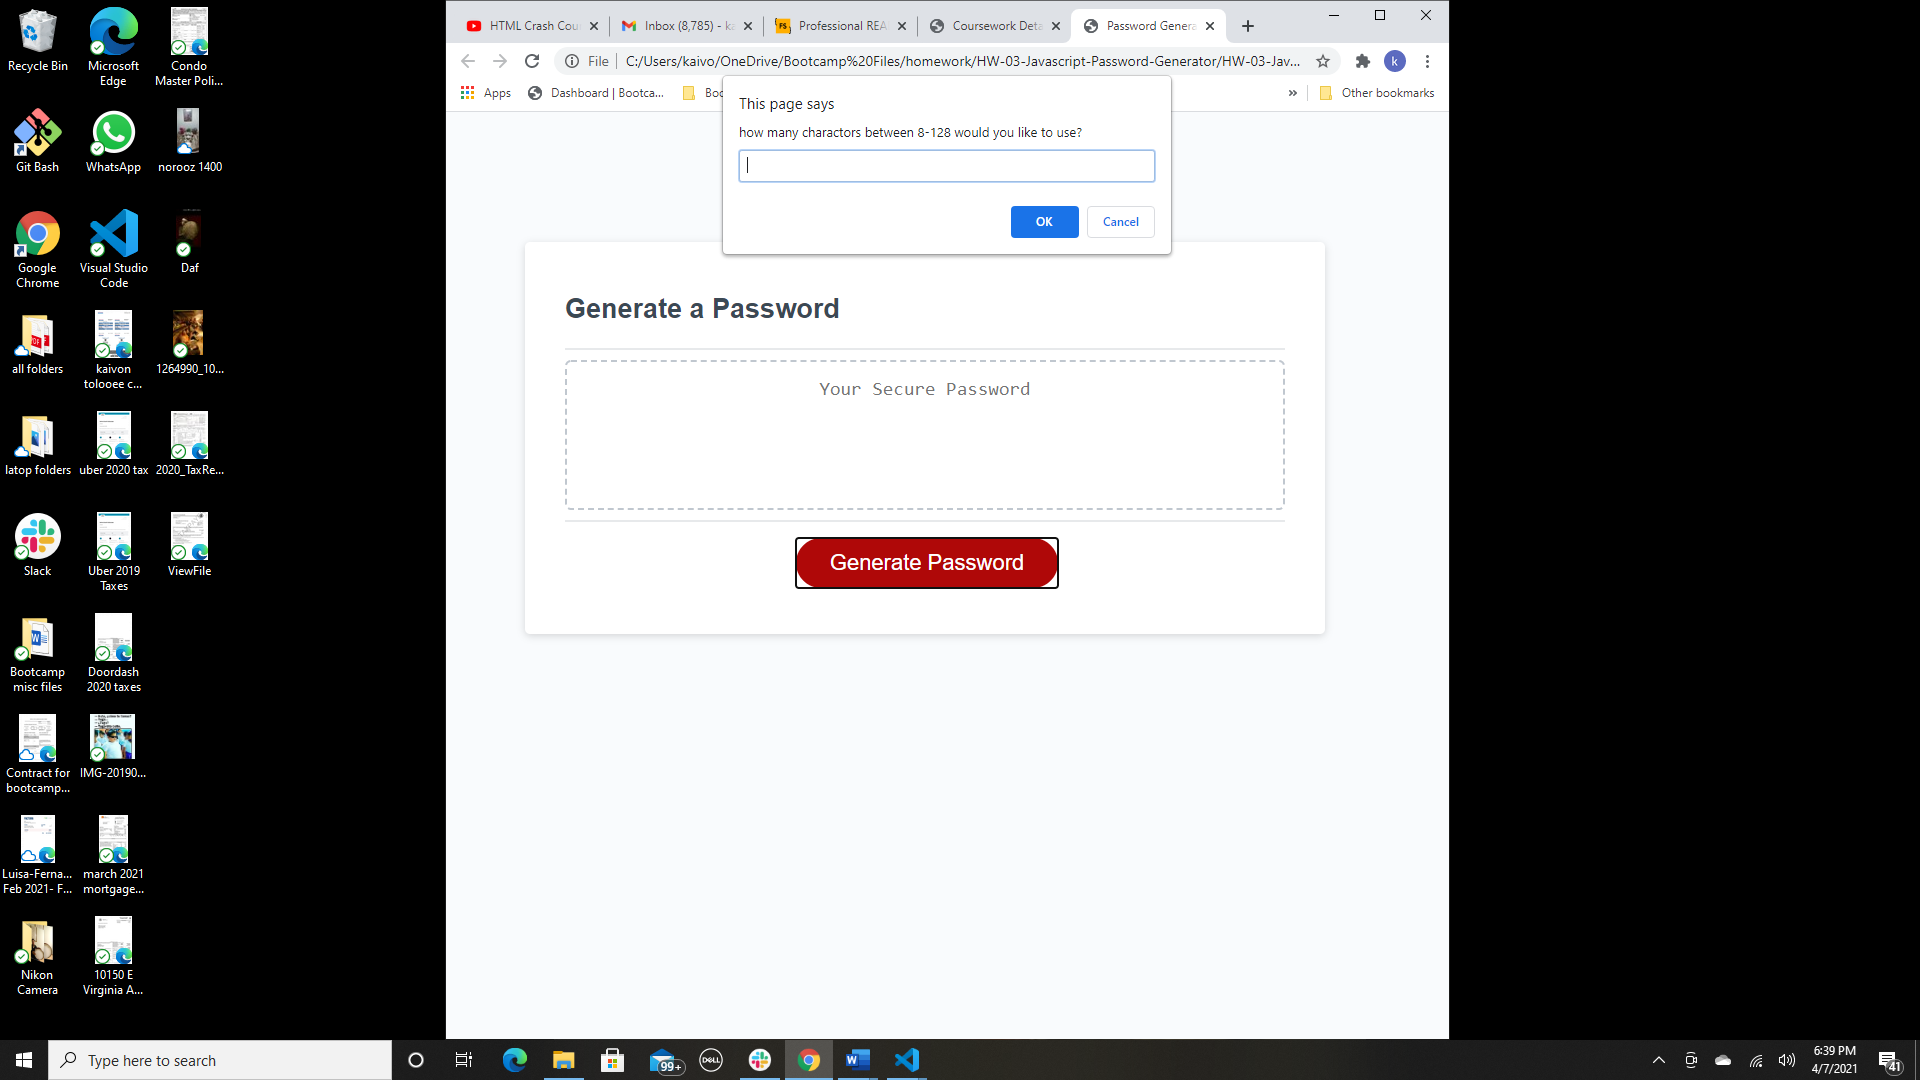 Recycle Bin
Microsoft
Edge
Condo
Master Poli...
Git Bash
WhatsApp
norooz 1400
Google
Chrome
Visual Studio
Code
Daf
all folders
kaivon
tolooee c...
1264990_10...
latop folders
uber 2020 tax
2020_TaxRe...
Slack
Uber 2019
Taxes
ViewFile
Bootcamp
misc files
Doordash
2020 taxes
Contract for
bootcamp...
IMG-20190...
Luisa-Ferna...
Feb 2021- F...
march 2021
mortgage...
Nikon
Camera
10150 E
Virginia A...
HTML Crash Cou
Inbox (8,785) - ka
Professional REA
Coursework Deta
Password Genera
File
C:/Users/kaivo/OneDrive/Bootcamp%20Files/homework/HW-03-Javascript-Password-Generator/HW-03-Jav...
k
Apps
Dashboard | Bootca...
Boo
»
Other bookmarks
This page says
how many charactors between 8-128 would you like to use?
OK
Cancel
Generate a Password
Your Secure Password
Generate Password
Type here to search
99+
DELL
6:39 PM
4/7/2021
41